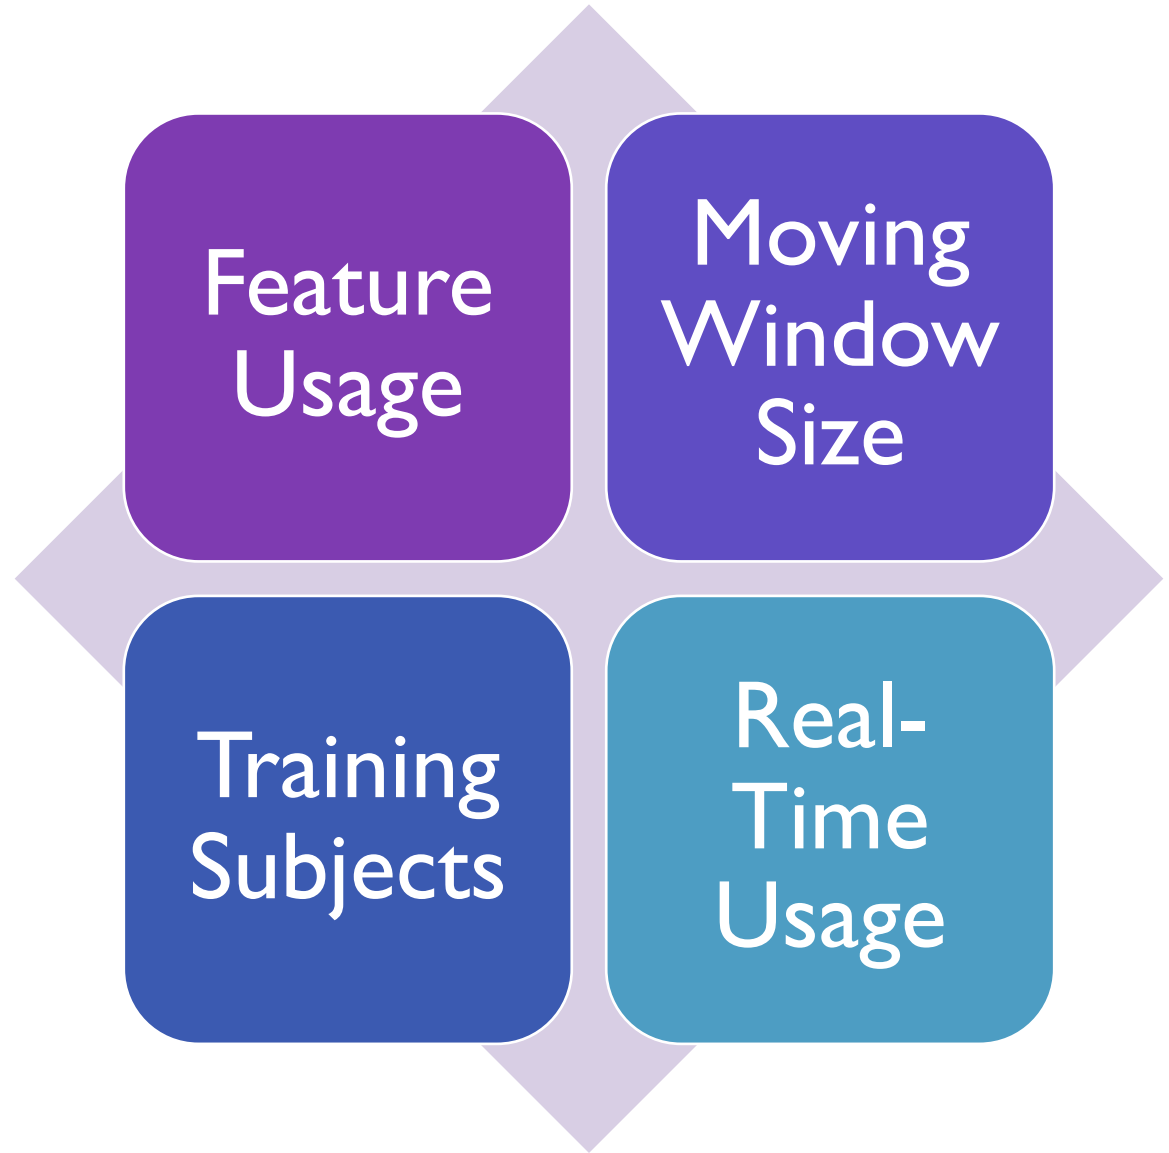 Feature
Usage
Moving
Window
Size
Training
Subjects
Real-
Time
Usage